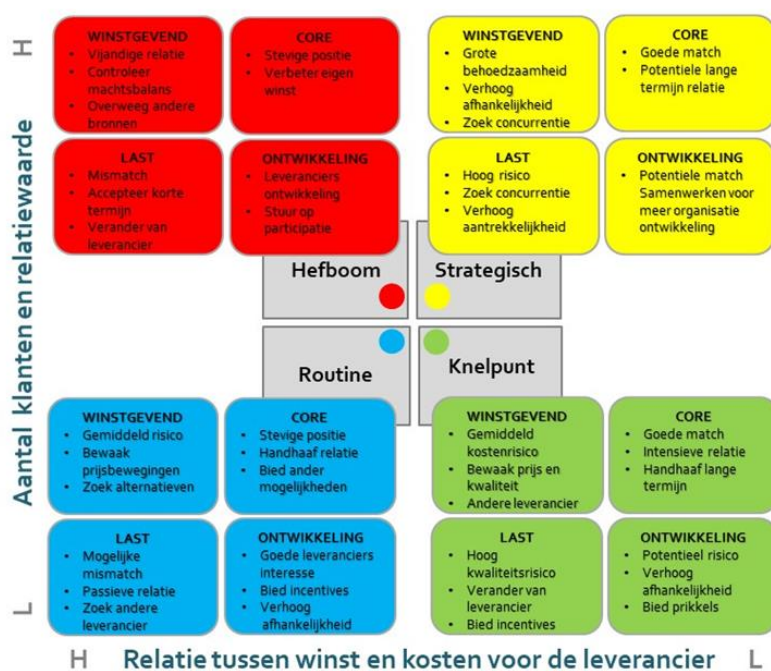 H
Aantal klanten en relatiewaarde
L
WINSTGEVEND
• Vijandige relatie
• Controleer
machtsbalans
• Overweeg andere
bronnen
CORE
• Stevige positie
• Verbeter eigen
winst
LAST
• Mismatch
• Accepteer korte
termijn
• Verander van
leverancier
ONTWIKKELING
• Leveranciers
ontwikkeling
• Stuur op
participatie
WINSTGEVEND
• Grote
behoedzaamheid
• Verhoog
afhankelijkheid
• Zoek concurrentie
CORE
• Goede match
• Potentiele lange
termijn relatie
LAST
• Hoog risico
• Zoek concurrentie
• Verhoog
aantrekkelijkheid
ONTWIKKELING
• Potentiele match
Samenwerken voor
meer organisatie
ontwikkeling
Hefboom
Strategisch
Routine
Knelpunt
WINSTGEVEND
• Gemiddeld risico
• Bewaak
prijsbewegingen
• Zoek alternatieven
CORE
• Stevige positie
• Handhaaf relatie
• Bied ander
mogelijkheden
LAST
• Mogelijke
mismatch
• Passieve relatie
• Zoek andere
leverancier
ONTWIKKELING
• Goede leveranciers
interesse
• Bied incentives
• Verhoog
afhankelijkheid
WINSTGEVEND
• Gemiddeld
kostenrisico
• Bewaak prijs en
kwaliteit
• Andere leverancier
CORE
• Goede match
• Intensieve relatie
• Handhaaf lange
termijn
LAST
• Hoog
kwaliteitsrisico
• Verander van
leverancier
• Bied incentives
ONTWIKKELING
• Potentieel risico
• Verhoog
afhankelijkheid
• Bied prikkels
H Relatie tussen winst en kosten voor de leverancier L